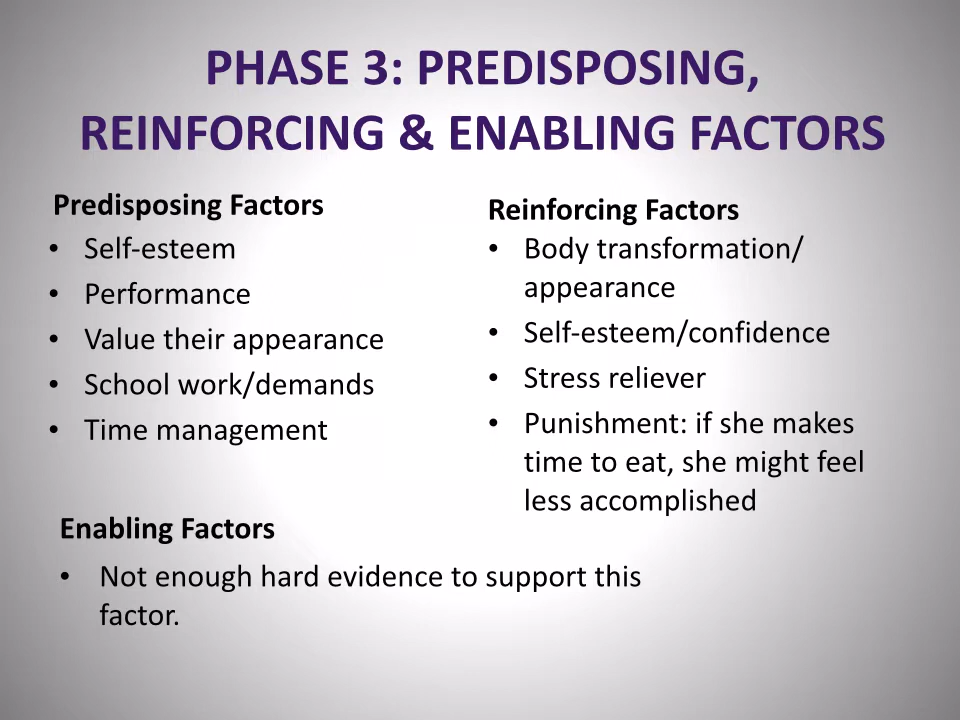 PHASE 3: PREDISPOSING,
REINFORCING & ENABLING FACTORS
Predisposing Factors
• Self-esteem
• Performance
• Value their appearance
• School work/demands
• Time management
Reinforcing Factors
• Body transformation/
appearance
• Self-esteem/confidence
• Stress reliever
• Punishment: if she makes
time to eat, she might feel
less accomplished
Enabling Factors
• Not enough hard evidence to support this
factor.